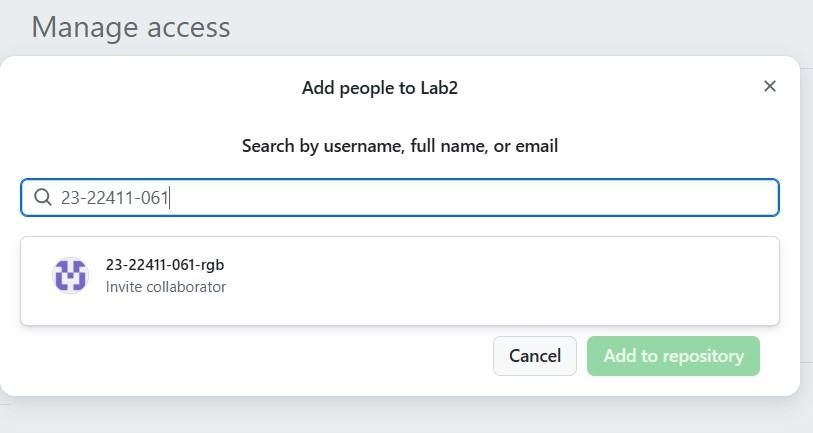 Manage access
Add people to Lab2
Search by username, full name, or email
23-22411-061
23-22411-061-rgb
Invite collaborator
Cancel
Add to repository